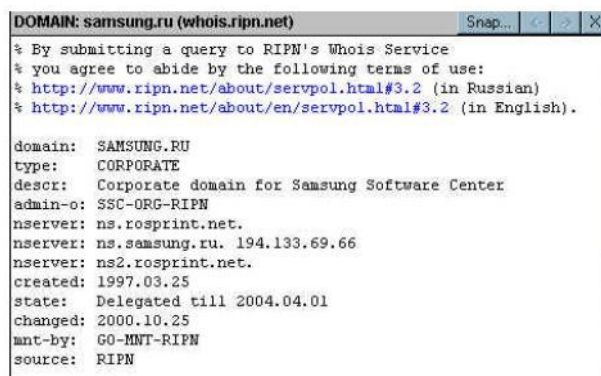 DOMAIN: samsung.ru (whois.ripn.net) Snap...
% By submitting a query to RIPN's Whois Service
% you agree to abide by the following terms of use:
% http://www.ripn.net/about/servpol.html#3.2 (in Russian)
% http://www.ripn.net/about/en/servpol.html#3.2 (in English).
domain: SAMSUNG.RU
type: CORPORATE
descr: Corporate domain for Samsung Software Center
admin-o: SSC-ORG-RIPN
nserver: ns.rosprint.net.
nserver: ns.samsung.ru. 194.133.69.66
nserver: ns2.rosprint.net.
created: 1997.03.25
state: Delegated till 2004.04.01
changed: 2000.10.25
mnt-by: GO-MNT-RIPN
source: RIPN